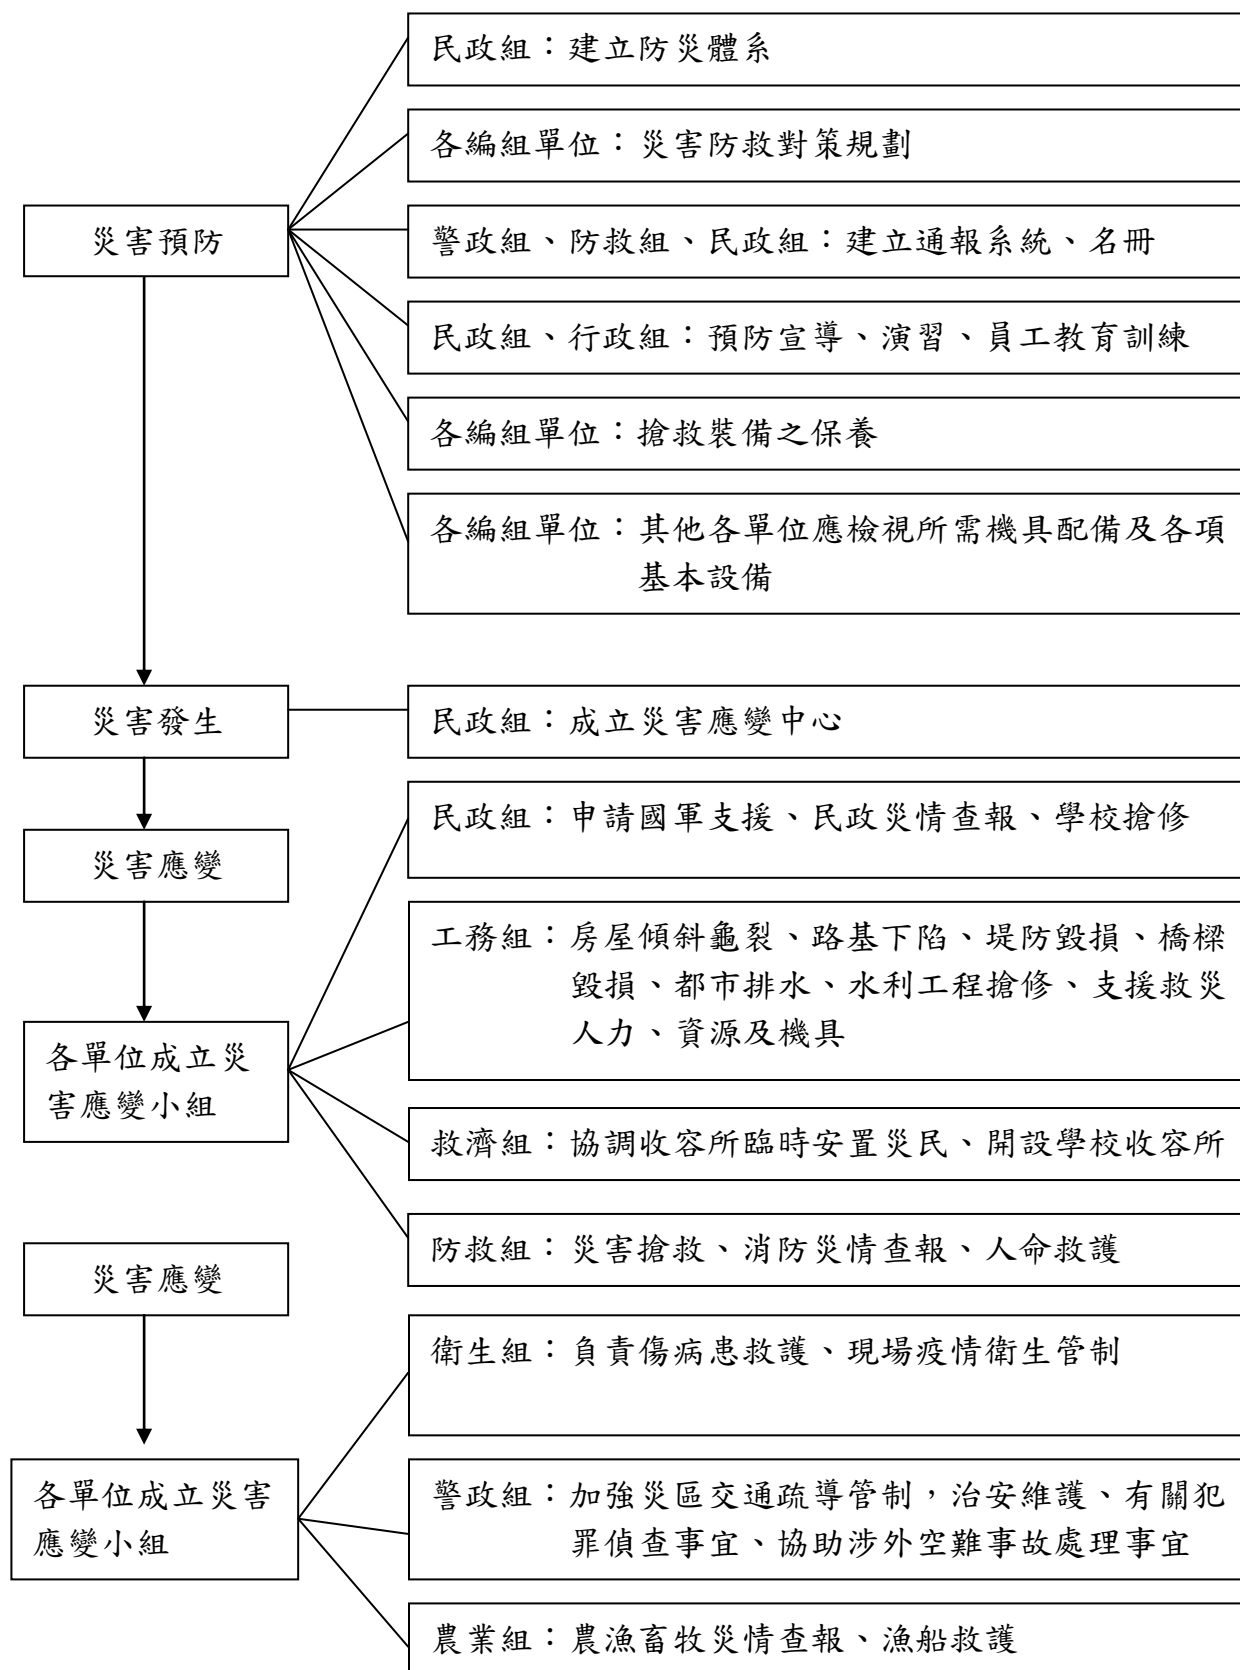 民政組：建立防災體系
各編組單位：災害防救對策規劃
災害預防
警政組、防救組、民政組：建立通報系統、名冊
民政組、行政組：預防宣導、演習、員工教育訓練
各編組單位：搶救裝備之保養
各編組單位：其他各單位應檢視所需機具配備及各項
基本設備
災害發生
民政組：成立災害應變中心
民政組：申請國軍支援、民政災情查報、學校搶修
災害應變
工務組：房屋傾斜龜裂、路基下陷、堤防毀損、橋樑
毀損、都市排水、水利工程搶修、支援救災
人力、資源及機具
各單位成立災
害應變小組
救濟組：協調收容所臨時安置災民、開設學校收容所
防救組：災害搶救、消防災情查報、人命救護
災害應變
衛生組：負責傷病患救護、現場疫情衛生管制
各單位成立災害
應變小組
警政組：加強災區交通疏導管制，治安維護、有關犯
罪偵查事宜、協助涉外空難事故處理事宜
農業組：農漁畜牧災情查報、漁船救護